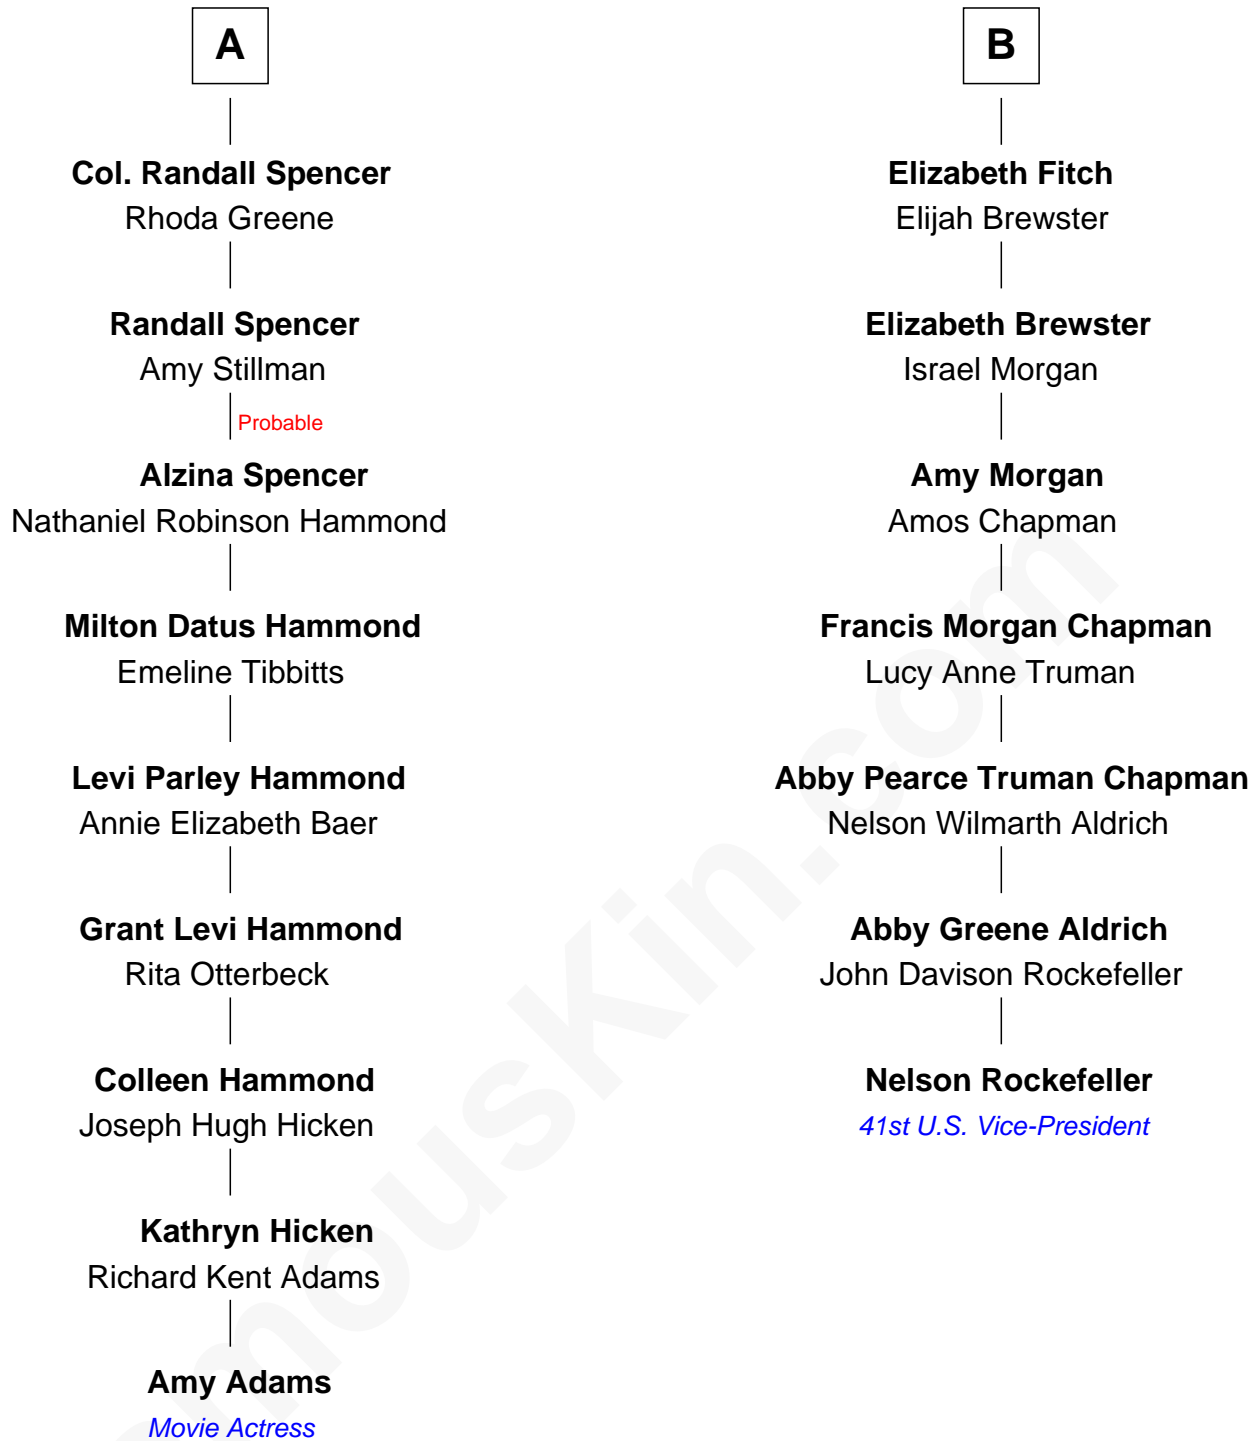 A
Col. Randall Spencer
Rhoda Greene
Randall Spencer
Amy Stillman
Probable
Alzina Spencer
Nathaniel Robinson Hammond
Milton Datus Hammond
Emeline Tibbitts
Levi Parley Hammond
Annie Elizabeth Baer
Grant Levi Hammond
Rita Otterbeck
Colleen Hammond
Joseph Hugh Hicken
Kathryn Hicken
Richard Kent Adams
Amy Adams
Movie Actress
B
Elizabeth Fitch
Elijah Brewster
Elizabeth Brewster
Israel Morgan
Amy Morgan
Amos Chapman
Francis Morgan Chapman
Lucy Anne Truman
Abby Pearce Truman Chapman
Nelson Wilmarth Aldrich
Abby Greene Aldrich
John Davison Rockefeller
Nelson Rockefeller
41st U.S. Vice-President
mousKin.com